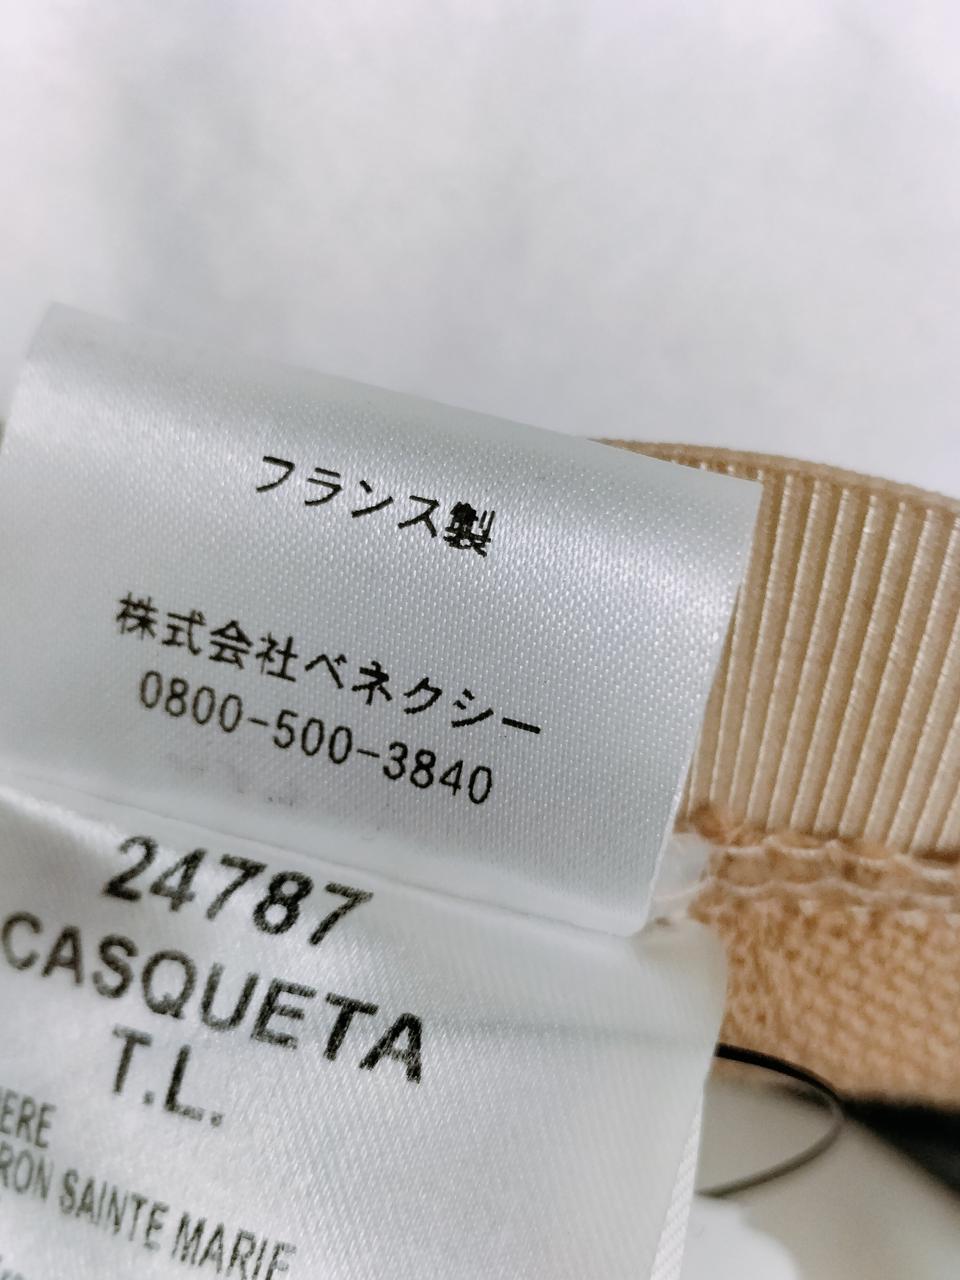 フランス製
株式会社ベネクシー
0800-500-3840
24787
CASQUETA
T.L.
ERE
RON SAINTE MARIE